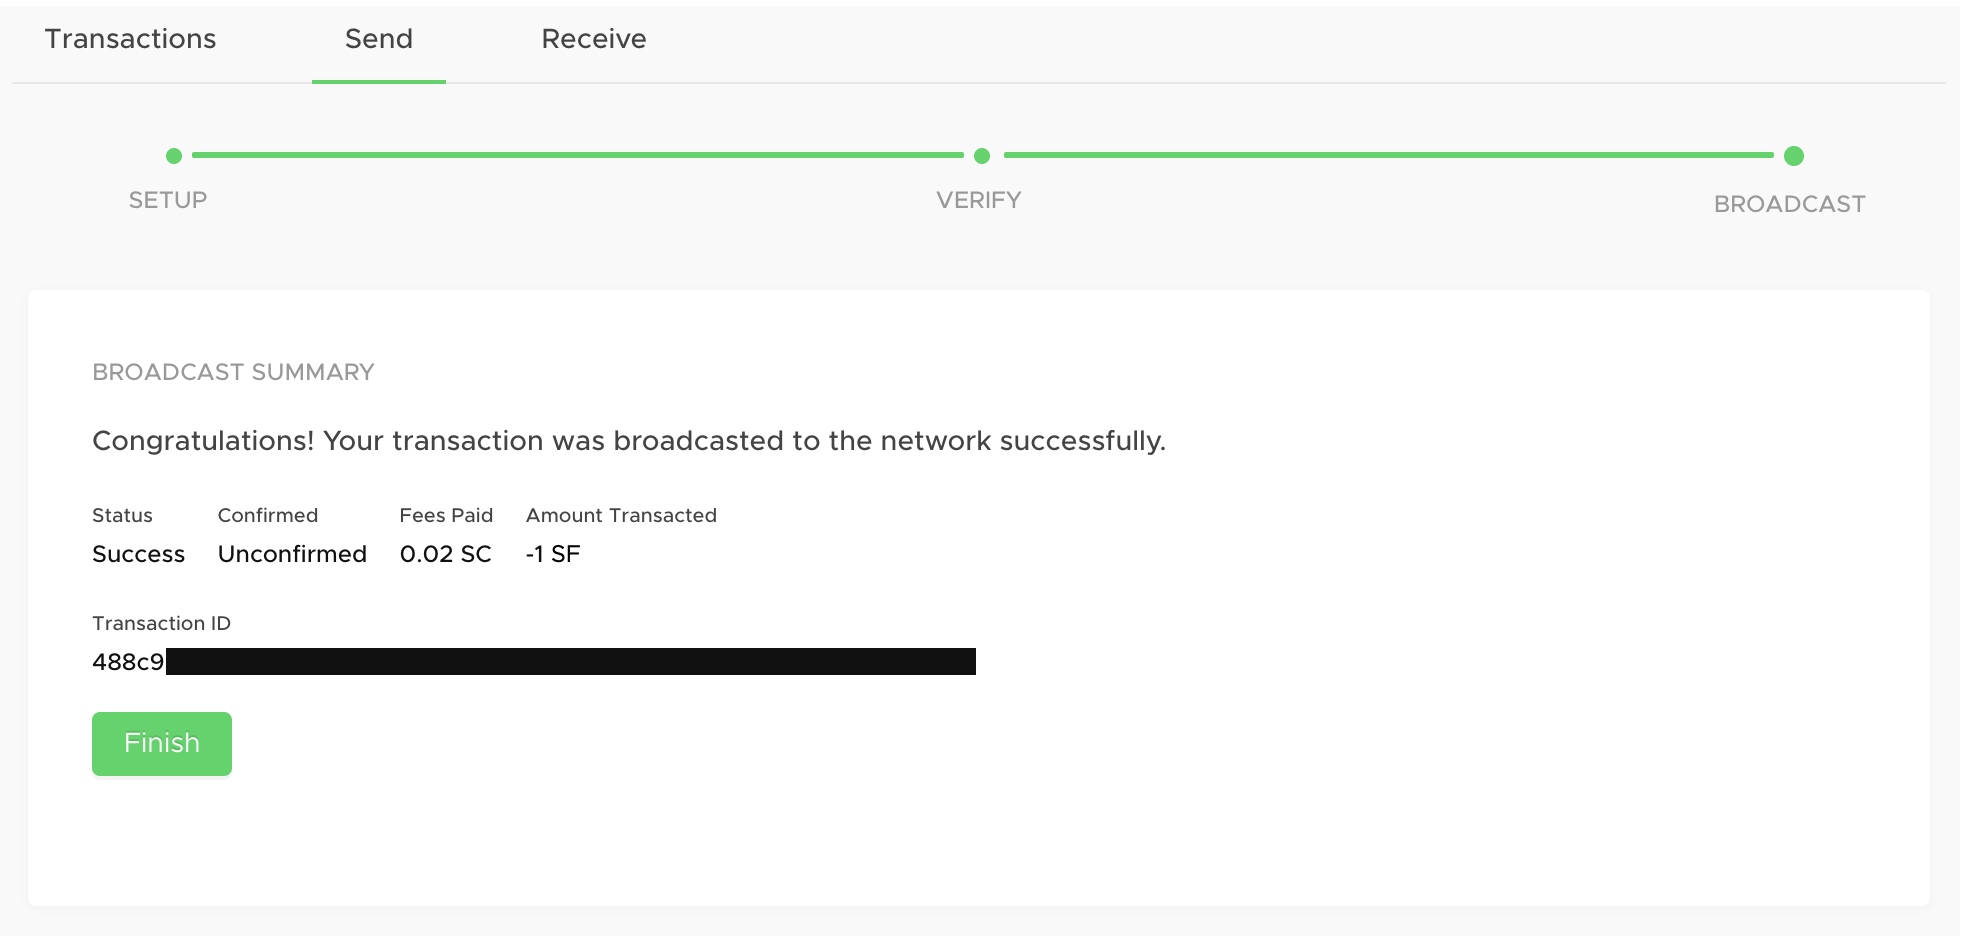 Transactions Send Receive
SETUP VERIFY BROADCAST
BROADCAST SUMMARY
Congratulations! Your transaction was broadcasted to the network successfully.
Status Confirmed Fees Paid Amount Transacted
Success Unconfirmed 0.02 SC -1 SF
Transaction ID
488c9
Finish